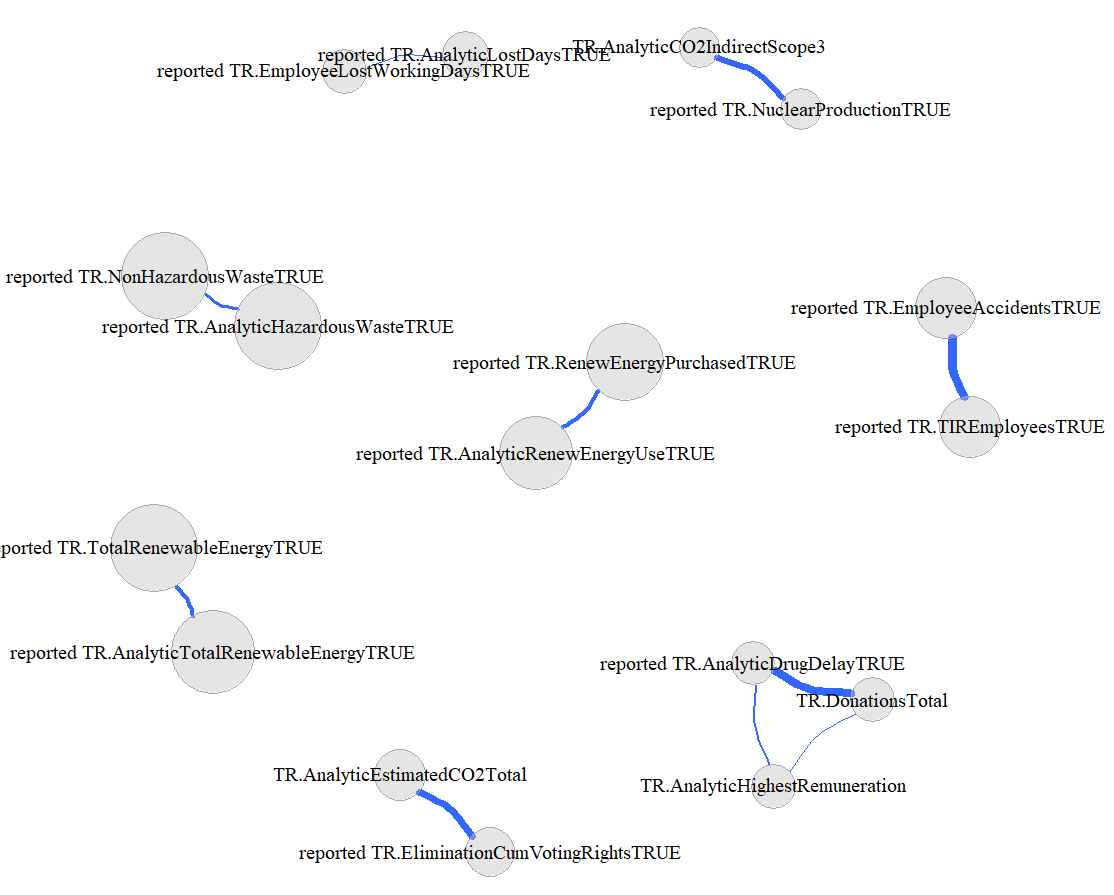 TR.AnalyticCO2IndirectScope3
reported TR.AnalyticLostDaysTRUE
reported TR.EmployeeLostWorkingDaysTRUE
reported TR.NuclearProductionTRUE
reported TR.NonHazardousWasteTRUE
reported TR.EmployeeAccidentsTRUE
reported TR.AnalyticHazardousWasteTRUE
reported TR.RenewEnergyPurchasedTRUE
reported TR.TIREmployeesTRUE
reported TR.AnalyticRenewEnergyUseTRUE
eported TR.TotalRenewableEnergyTRUE
reported TR.AnalyticTotalRenewableEnergyTRUE
reported TR.AnalyticDrugDelayTRUE
TR.DonationsTotal
TR.AnalyticEstimatedCO2Total
TR.AnalyticHighestRemuneration
reported TR.EliminationCumVotingRightsTRUE